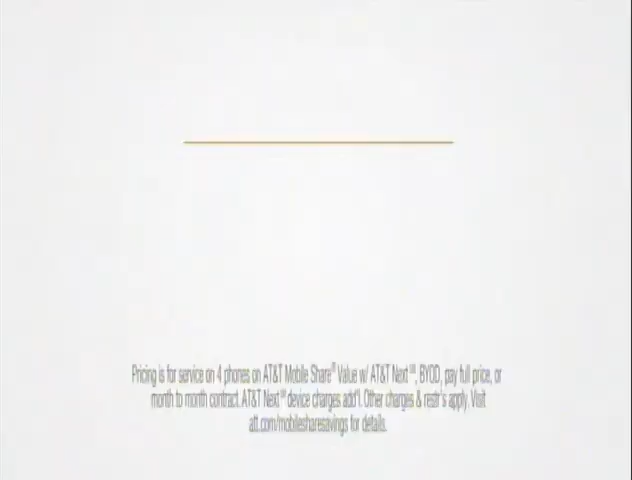 Pricing is for service on 4 phones on AT&T Mobile Share® Value w/ AT&T Next℠, BYOD, pay full price, or
month to month contract. AT&T Next℠ device charges add'l. Other charges & restr's apply. Visit
att.com/mobilesharesavings for details.